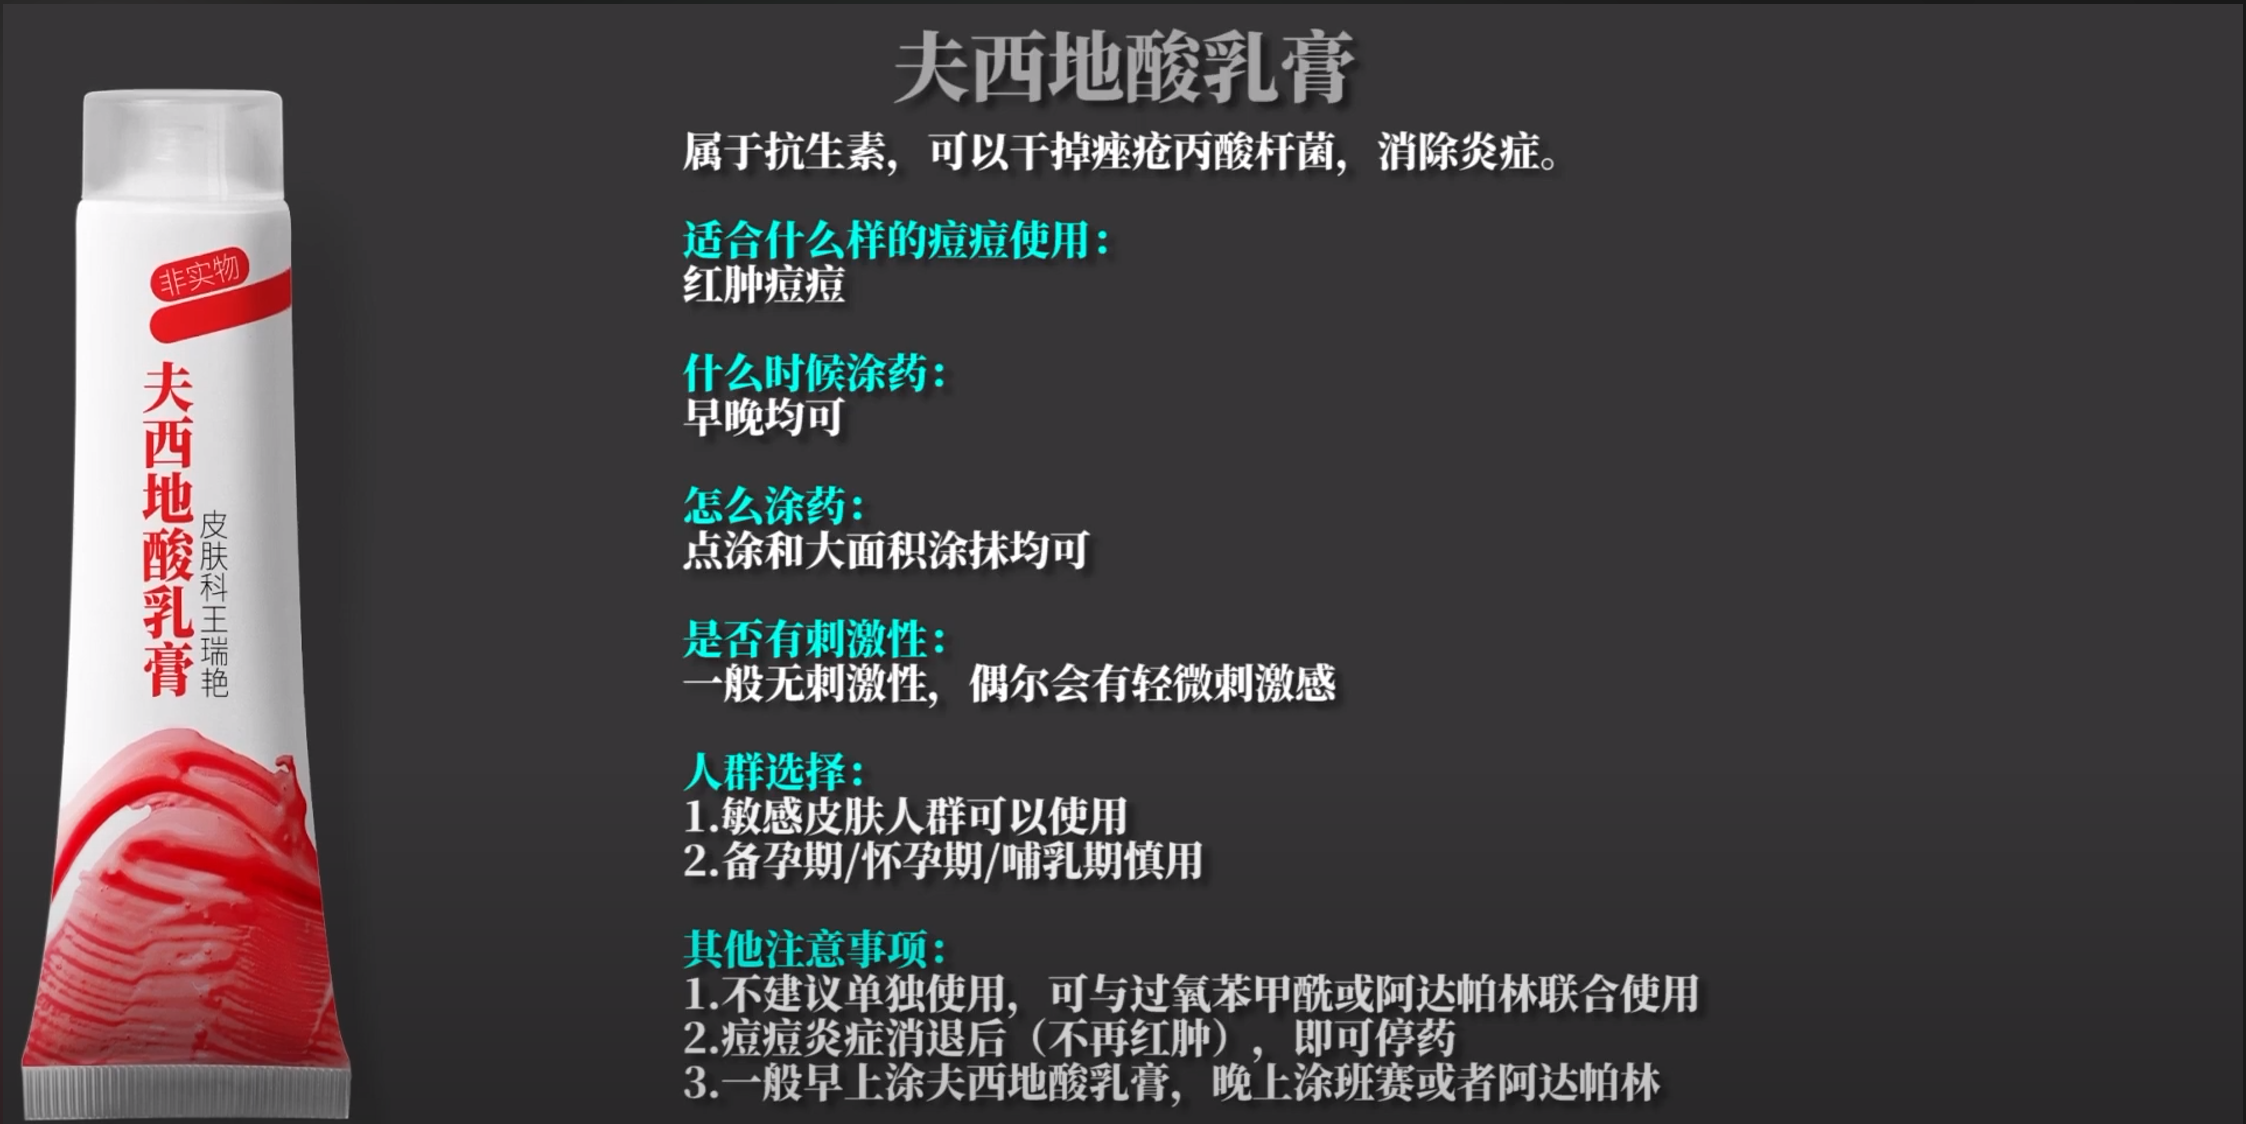 夫西地酸乳膏
属于抗生素，可以干掉痤疮丙酸杆菌，消除炎症。
适合什么样的痘痘使用：
红肿痘痘
什么时候涂药：
早晚均可
怎么涂药：
点涂和大面积涂抹均可
是否有刺激性：
一般无刺激性，偶尔会有轻微刺激感
人群选择：
1.敏感皮肤人群可以使用
2.备孕期/怀孕期/哺乳期慎用
其他注意事项：
1.不建议单独使用，可与过氧苯甲酰或阿达帕林联合使用
2.痘痘炎症消退后（不再红肿），即可停药
3.一般早上涂夫西地酸乳膏，晚上涂班赛或者阿达帕林
非实物
夫西地酸乳膏
皮肤科王瑞艳